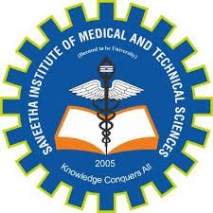 SAVEETHA INSTITUTE OF MEDICAL AND TECHNICAL SCIENCES
(Deemed to be University)
2005
Knowledge Conquers All